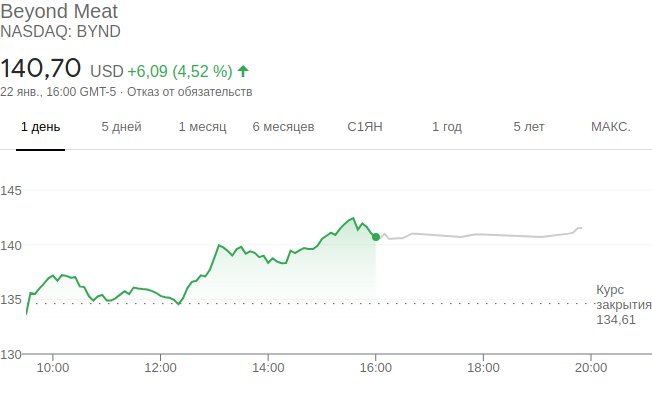 Beyond Meat
NASDAQ: BYND
140,70 USD +6,09 (4,52 %)
22 янв., 16:00 GMT-5 · Отказ от обязательств
1 день 5 дней 1 месяц 6 месяцев С1ЯН 1 год 5 лет МАКС.
145
140
135
Курс
закрытия
134,61
130
10:00 12:00 14:00 16:00 18:00 20:00